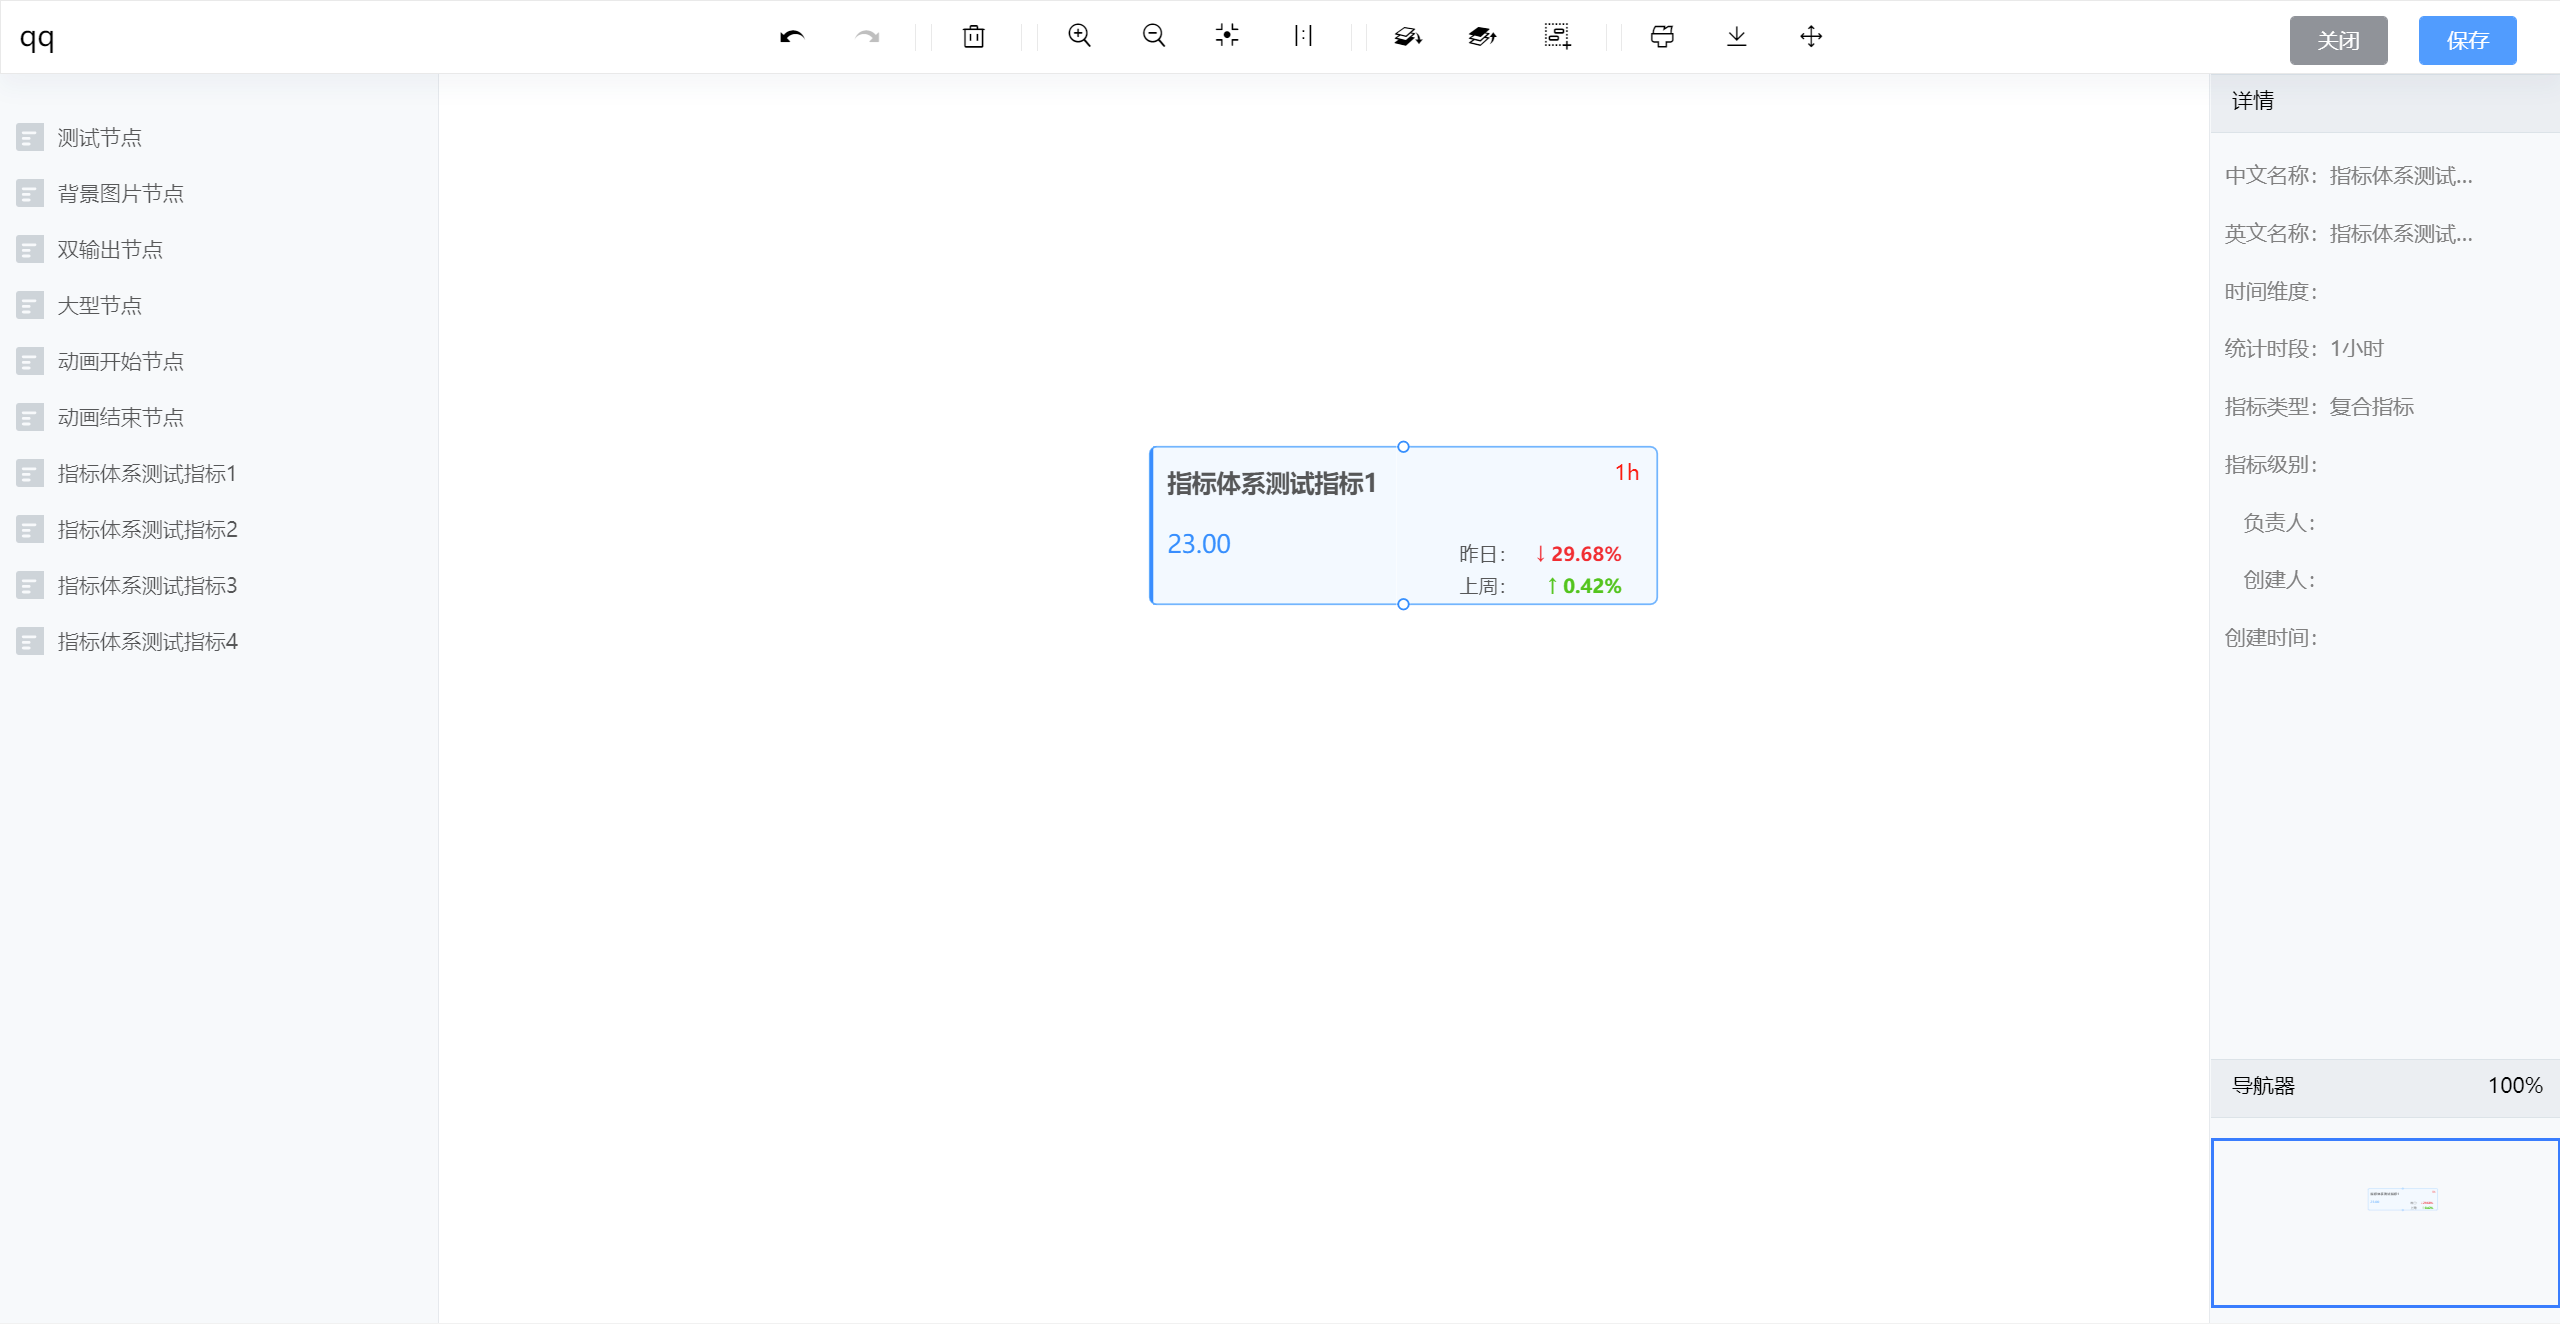 qq
关闭
保存
测试节点
背景图片节点
双输出节点
大型节点
动画开始节点
动画结束节点
指标体系测试指标1
指标体系测试指标2
指标体系测试指标3
指标体系测试指标4
指标体系测试指标1
1h
23.00
昨日： ↓ 29.68%
上周： ↑ 0.42%
详情
中文名称：指标体系测试...
英文名称：指标体系测试...
时间维度：
统计时段：1小时
指标类型：复合指标
指标级别：
负责人：
创建人：
创建时间：
导航器 100%